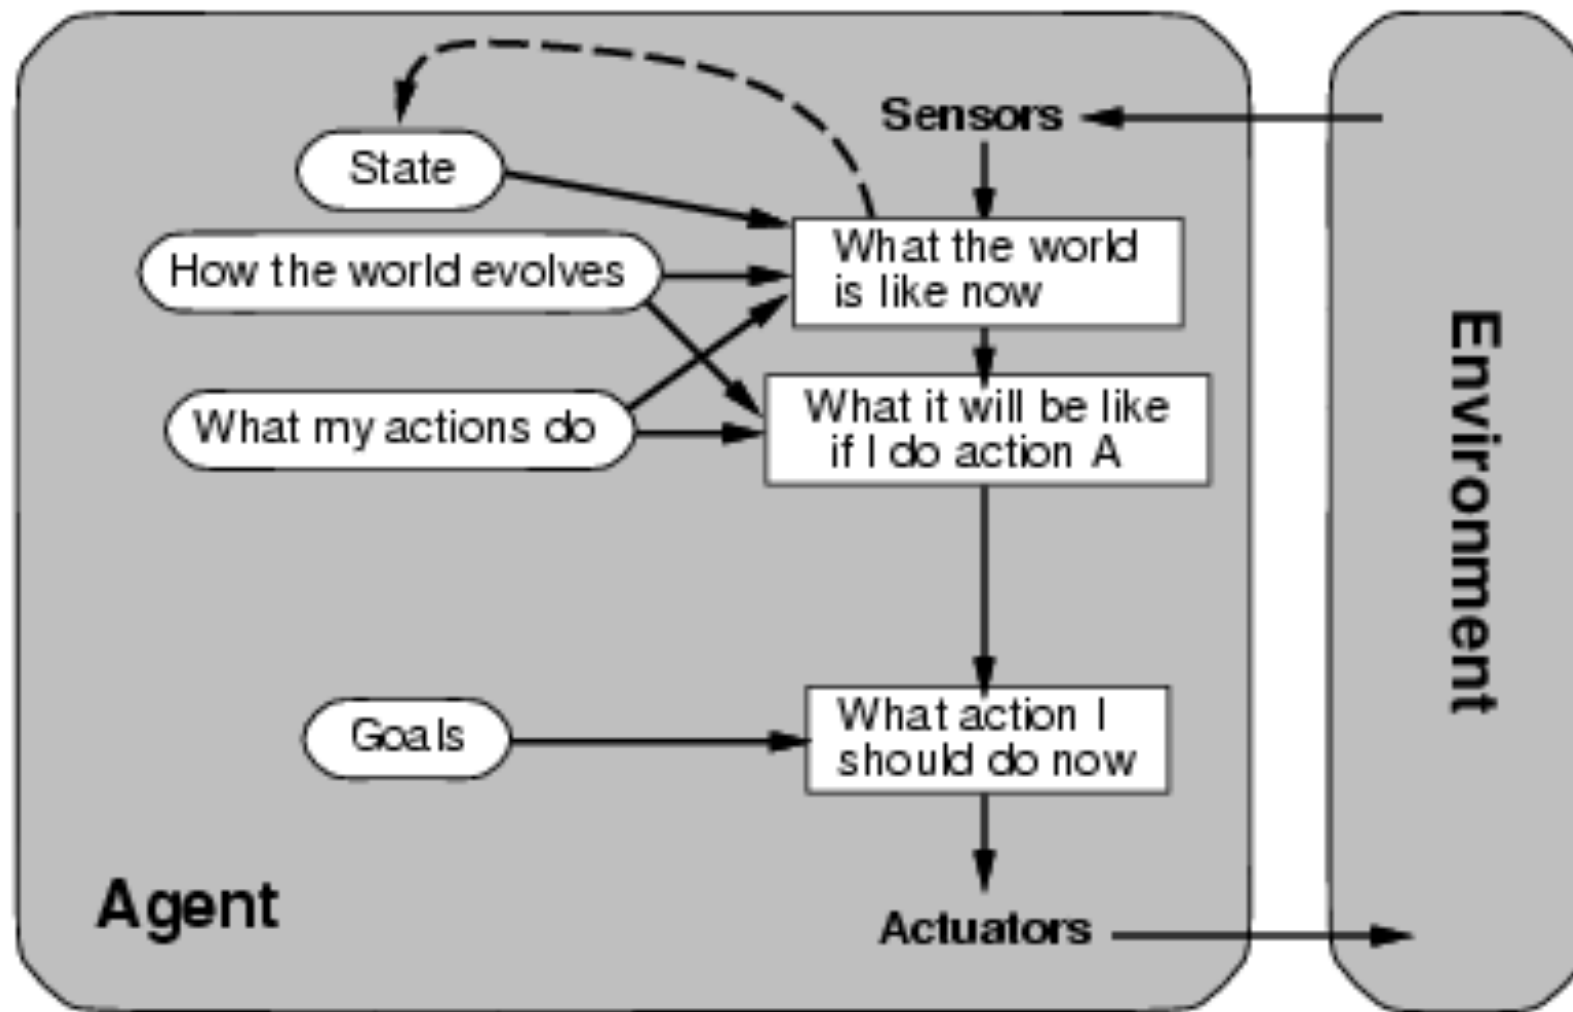 Sensors
State
What the world
is like now
How the world evolves
What it will be like
if I do action A
What my actions do
Environment
What action I
should do now
Goals
Agent
Actuators